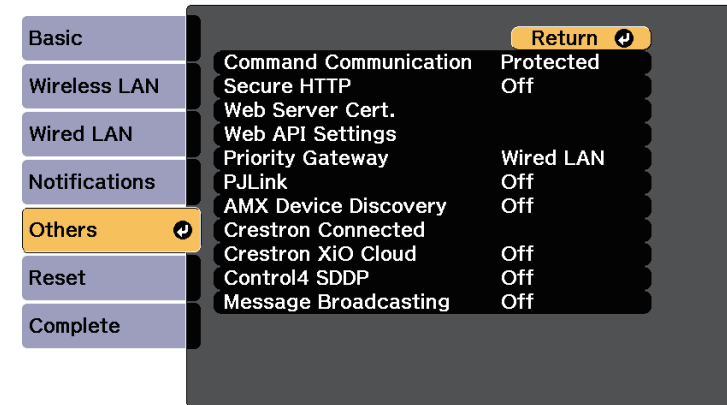 Basic
Wireless LAN
Wired LAN
Notifications
Others
Reset
Complete
Return
Command Communication Protected
Secure HTTP Off
Web Server Cert.
Web API Settings
Priority Gateway Wired LAN
PJLink Off
AMX Device Discovery Off
Crestron Connected
Crestron XiO Cloud Off
Control4 SDDP Off
Message Broadcasting Off